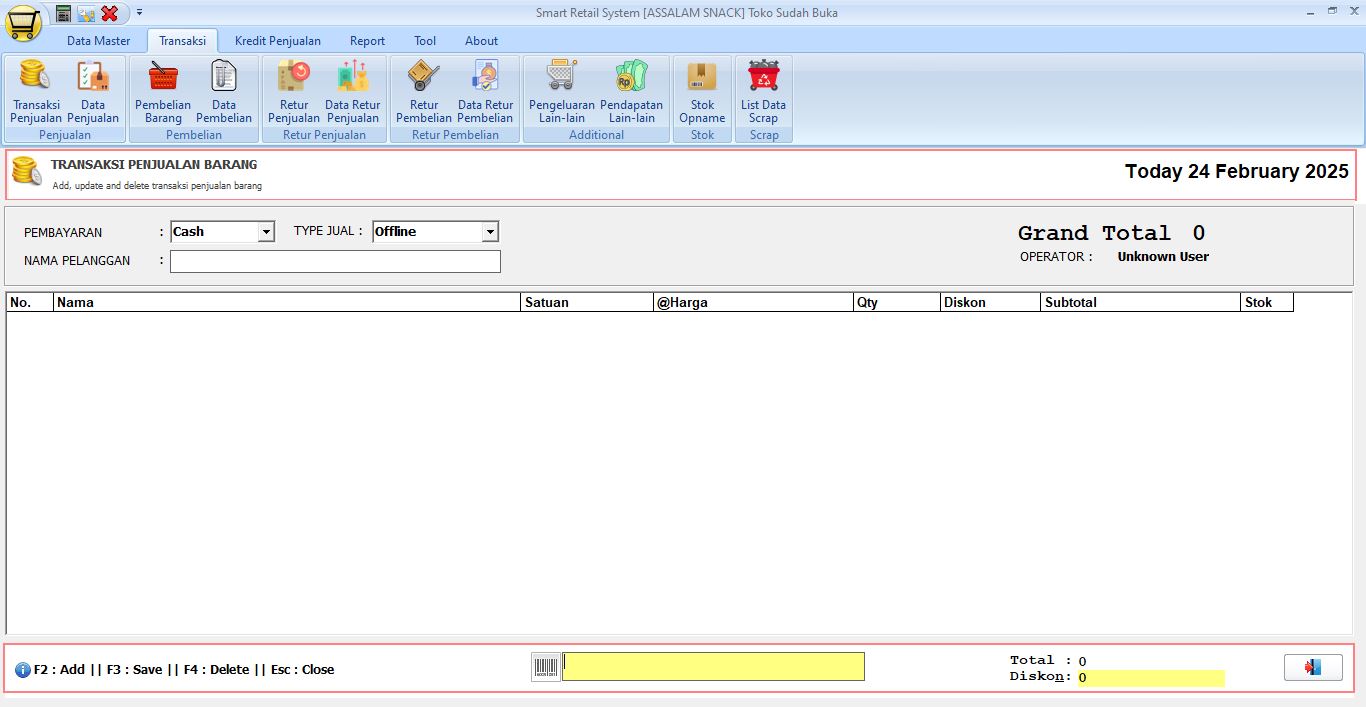 Smart Retail System [ASSALAM SNACK] Toko Sudah Buka
Data Master Transaksi Kredit Penjualan Report Tool About
Transaksi Penjualan
Data Penjualan
Penjualan
Pembelian Barang
Data Pembelian
Pembelian
Retur Penjualan
Data Retur Penjualan
Retur Penjualan
Retur Pembelian
Data Retur Pembelian
Retur Pembelian
Pengeluaran Lain-lain
Pendapatan Lain-lain
Additional
Stok Opname
Stok
List Data Scrap
Scrap
TRANSAKSI PENJUALAN BARANG
Add, update and delete transaksi penjualan barang
Today 24 February 2025
PEMBAYARAN : Cash TYPE JUAL : Offline
NAMA PELANGGAN :
Grand Total 0
OPERATOR : Unknown User
No. Nama Satuan @Harga Qty Diskon Subtotal Stok
F2 : Add || F3 : Save || F4 : Delete || Esc : Close
Total : 0
Diskon: 0